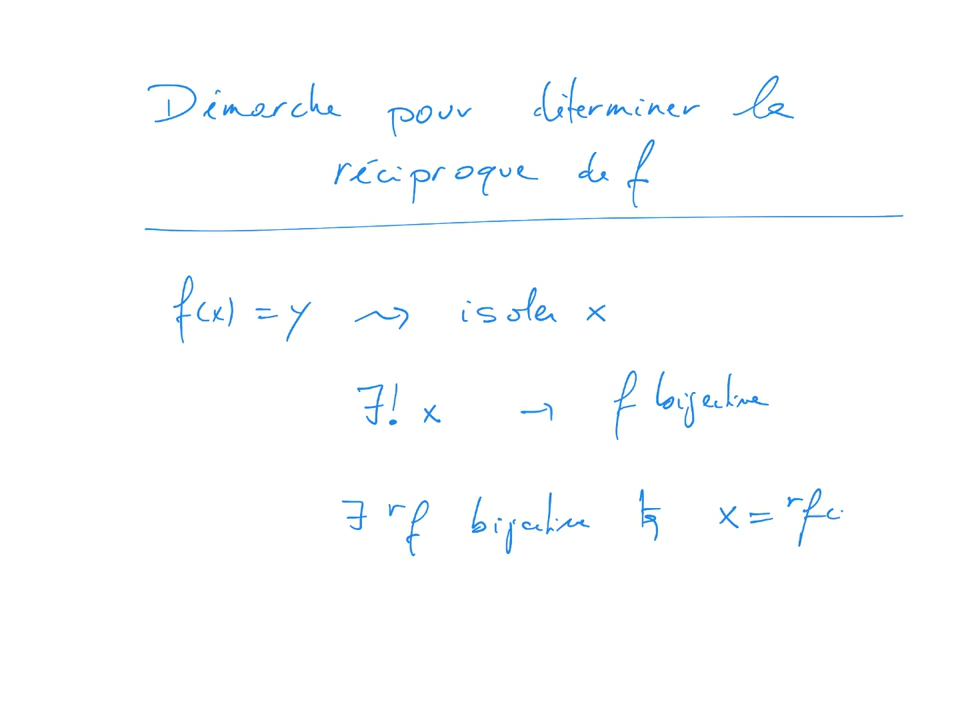 Démarche pour déterminer la
réciproque de f
f(x) = y ⇝ isoler x
∃! x → f bijective
∃ ʳf bijective tq x = ʳf(